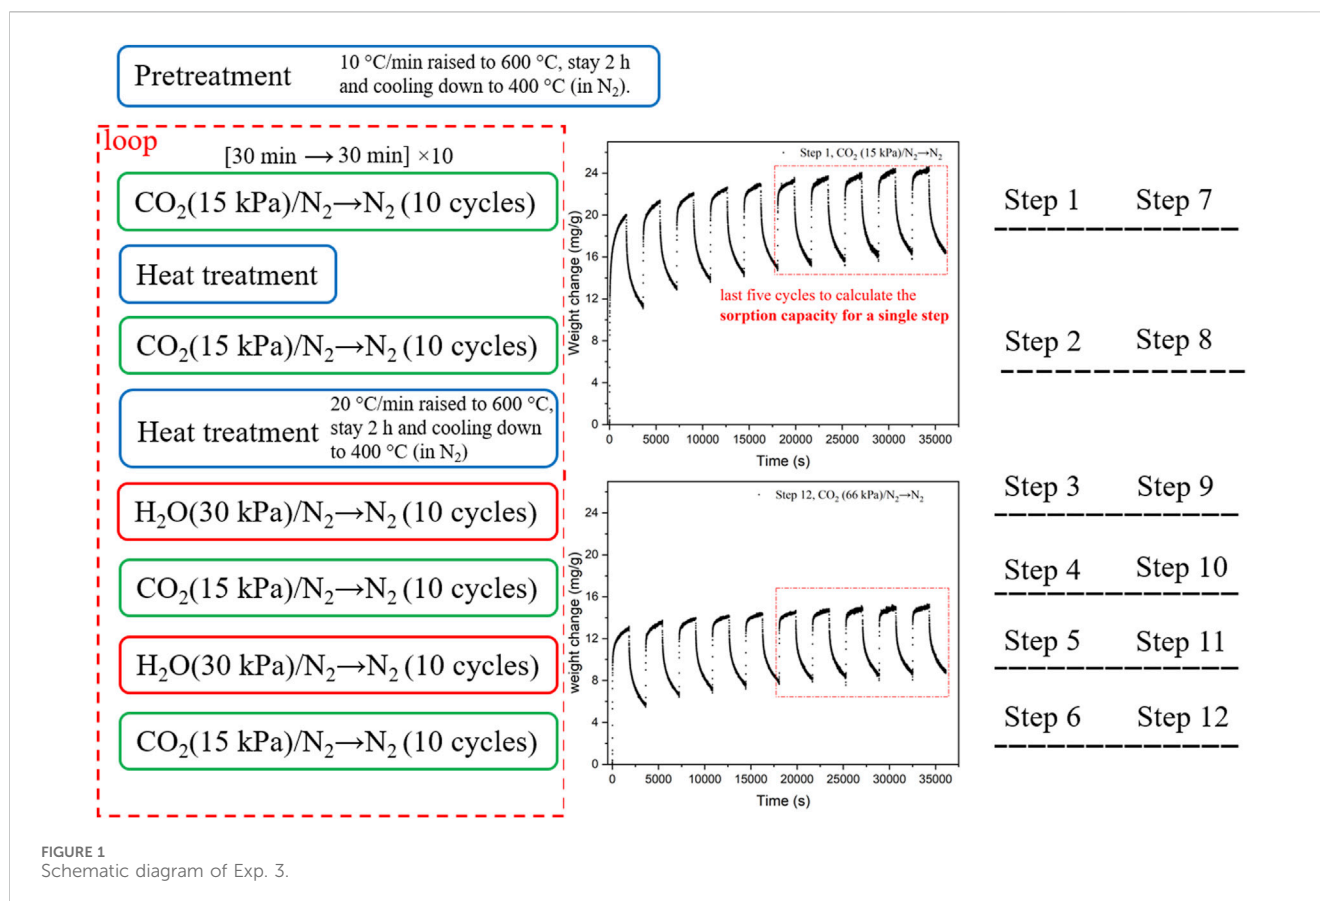 Pretreatment
10 °C/min raised to 600 °C, stay 2 h
and cooling down to 400 °C (in N₂).
loop
[30 min → 30 min] ×10
CO₂(15 kPa)/N₂→N₂ (10 cycles)
Heat treatment
CO₂(15 kPa)/N₂→N₂ (10 cycles)
Heat treatment
20 °C/min raised to 600 °C,
stay 2 h and cooling down
to 400 °C (in N₂)
H₂O(30 kPa)/N₂→N₂ (10 cycles)
CO₂(15 kPa)/N₂→N₂ (10 cycles)
H₂O(30 kPa)/N₂→N₂ (10 cycles)
CO₂(15 kPa)/N₂→N₂ (10 cycles)
Step 1, CO₂ (15 kPa)/N₂→N₂
Weight change (mg/g)
24
20
16
12
8
4
0
last five cycles to calculate the
sorption capacity for a single step
0 5000 10000 15000 20000 25000 30000 35000
Time (s)
Step 12, CO₂ (66 kPa)/N₂→N₂
weight change (mg/g)
24
20
16
12
8
4
0
0 5000 10000 15000 20000 25000 30000 35000
Time (s)
Step 1 Step 7
Step 2 Step 8
Step 3 Step 9
Step 4 Step 10
Step 5 Step 11
Step 6 Step 12
FIGURE 1
Schematic diagram of Exp. 3.